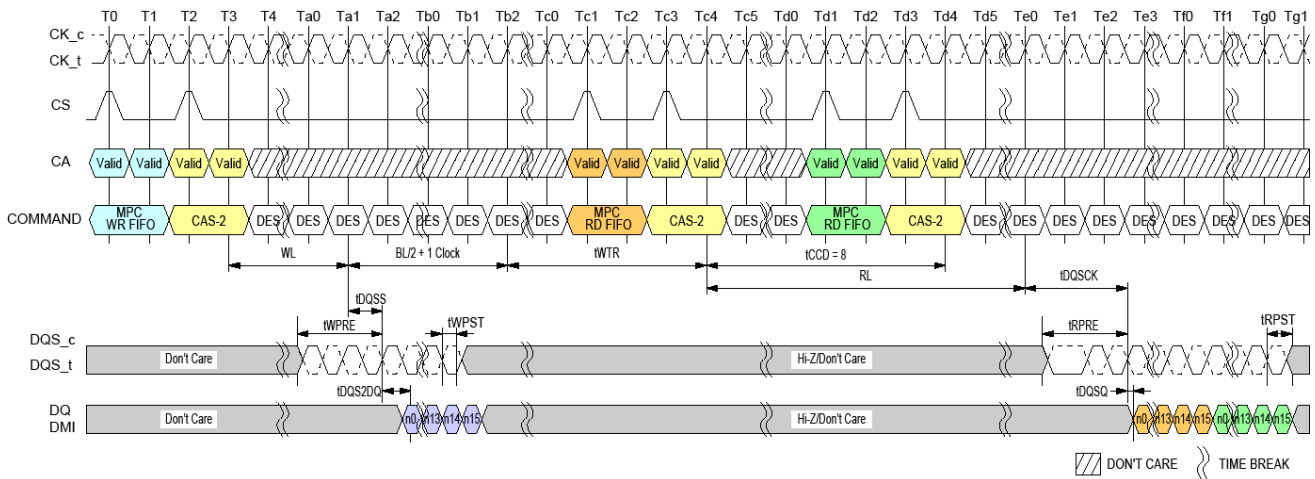 T0 T1 T2 T3 T4 Ta0 Ta1 Ta2 Tb0 Tb1 Tb2 Tc0 Tc1 Tc2 Tc3 Tc4 Tc5 Td0 Td1 Td2 Td3 Td4 Td5 Te0 Te1 Te2 Te3 Tf0 Tf1 Tg0 Tg1
CK_c
CK_t
CS
CA Valid Valid Valid Valid Valid Valid Valid Valid Valid Valid Valid Valid
COMMAND MPC WR FIFO CAS-2 DES DES DES DES DES DES DES DES MPC RD FIFO CAS-2 DES DES MPC RD FIFO CAS-2 DES DES DES DES DES DES DES DES DES
WL BL/2 + 1 Clock tWTR tCCD = 8
RL tDQSCK
tDQSS
tWPRE tWPST tRPRE tRPST
DQS_c
DQS_t Don't Care Hi-Z/Don't Care
tDQS2DQ tDQSQ
DQ
DMI Don't Care n0 n13 n14 n15 Hi-Z/Don't Care n0 n13 n14 n15 n0 n13 n14 n15
DON'T CARE TIME BREAK